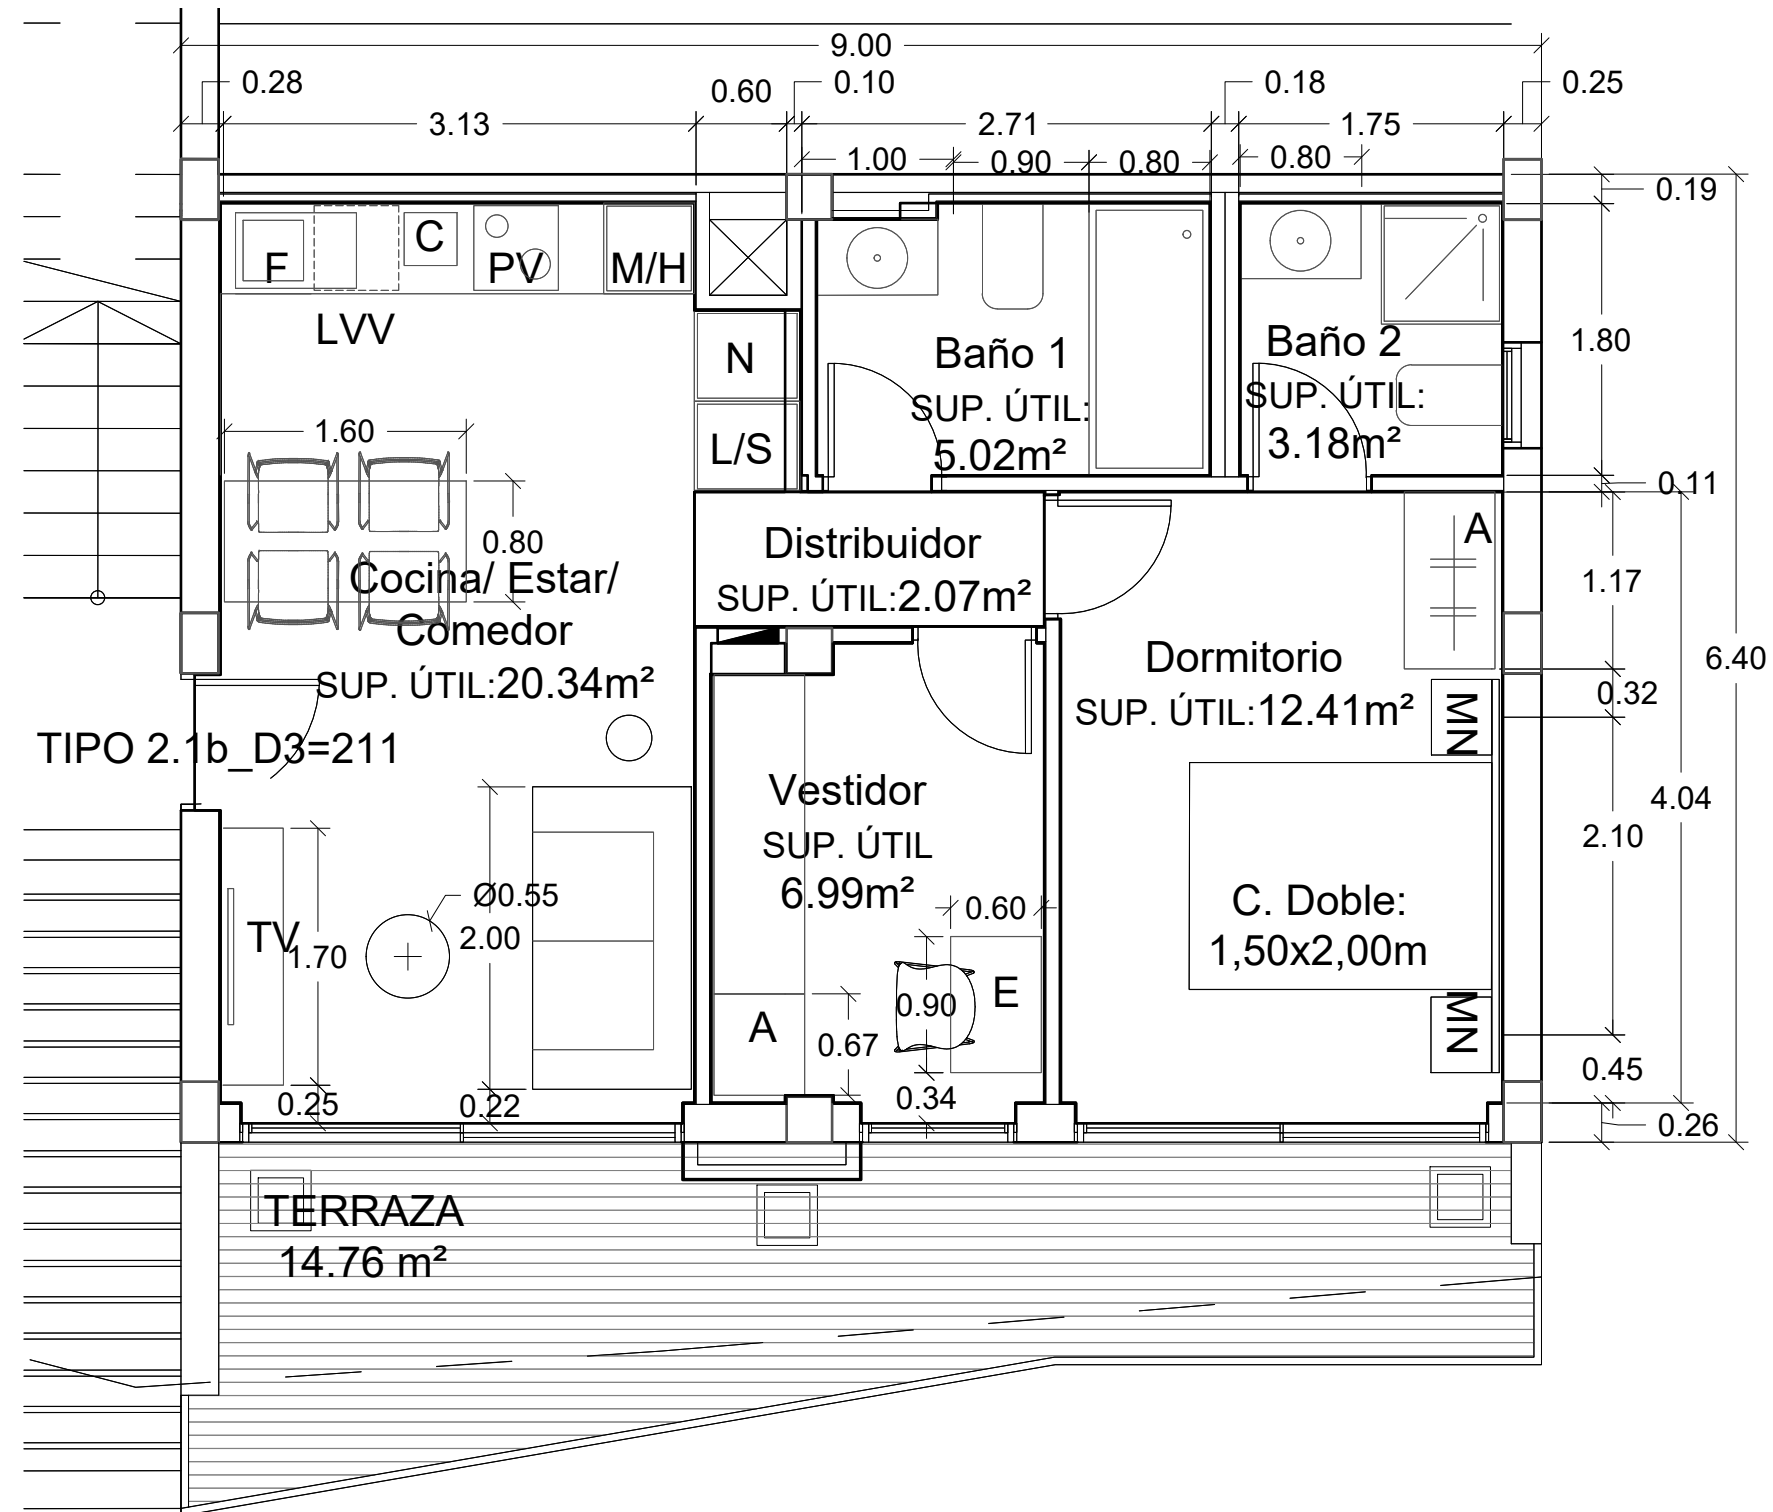 9.00
0.28
0.60
0.10
0.18
0.25
3.13
2.71
1.75
1.00
0.90
0.80
0.80
0.19
F
C
PV
M/H
LVV
N
L/S
Baño 1
SUP. ÚTIL:
5.02m²
Baño 2
SUP. ÚTIL:
3.18m²
1.80
0.11
1.60
0.80
Cocina/ Estar/
Comedor
SUP. ÚTIL:20.34m²
Distribuidor
SUP. ÚTIL:2.07m²
A
1.17
Dormitorio
SUP. ÚTIL:12.41m²
MN
0.32
6.40
TIPO 2.1b_D3=211
Vestidor
SUP. ÚTIL
6.99m²
4.04
2.10
C. Doble:
1,50x2,00m
Ø0.55
2.00
TV
1.70
0.60
0.90
E
A
0.67
MN
0.45
0.25
0.22
0.34
0.26
TERRAZA
14.76 m²